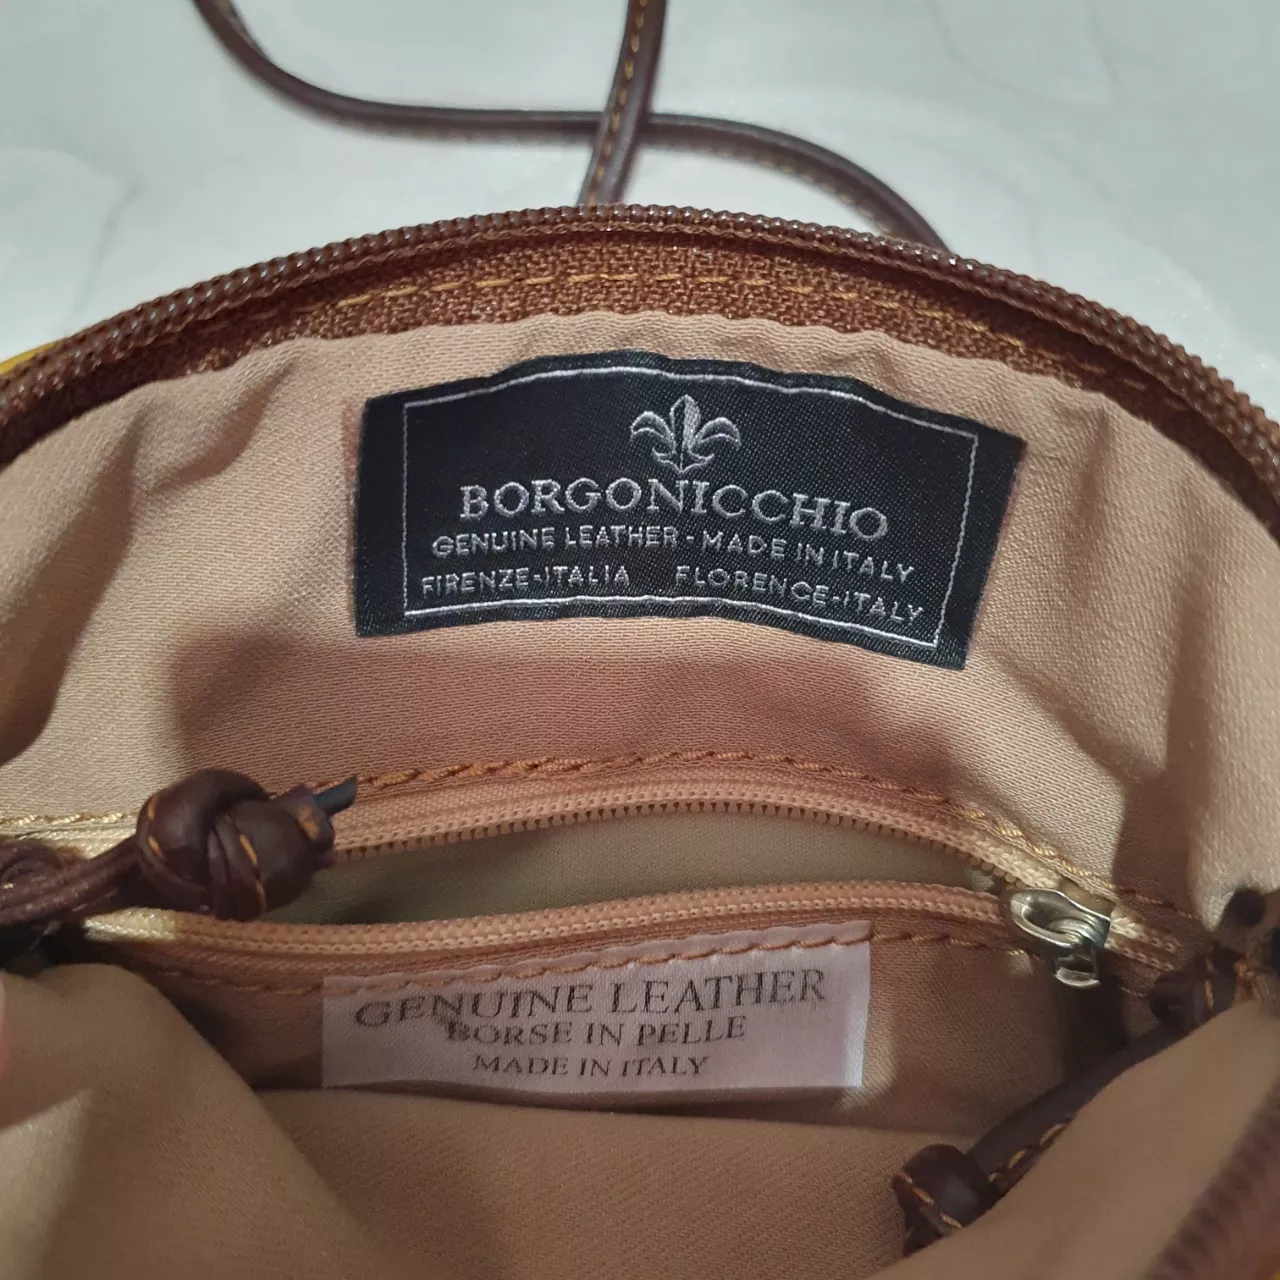 BORGONICCHIO
GENUINE LEATHER - MADE IN ITALY
FIRENZE-ITALIA FLORENCE-ITALY
GENUINE LEATHER
BORSE IN PELLE
MADE IN ITALY